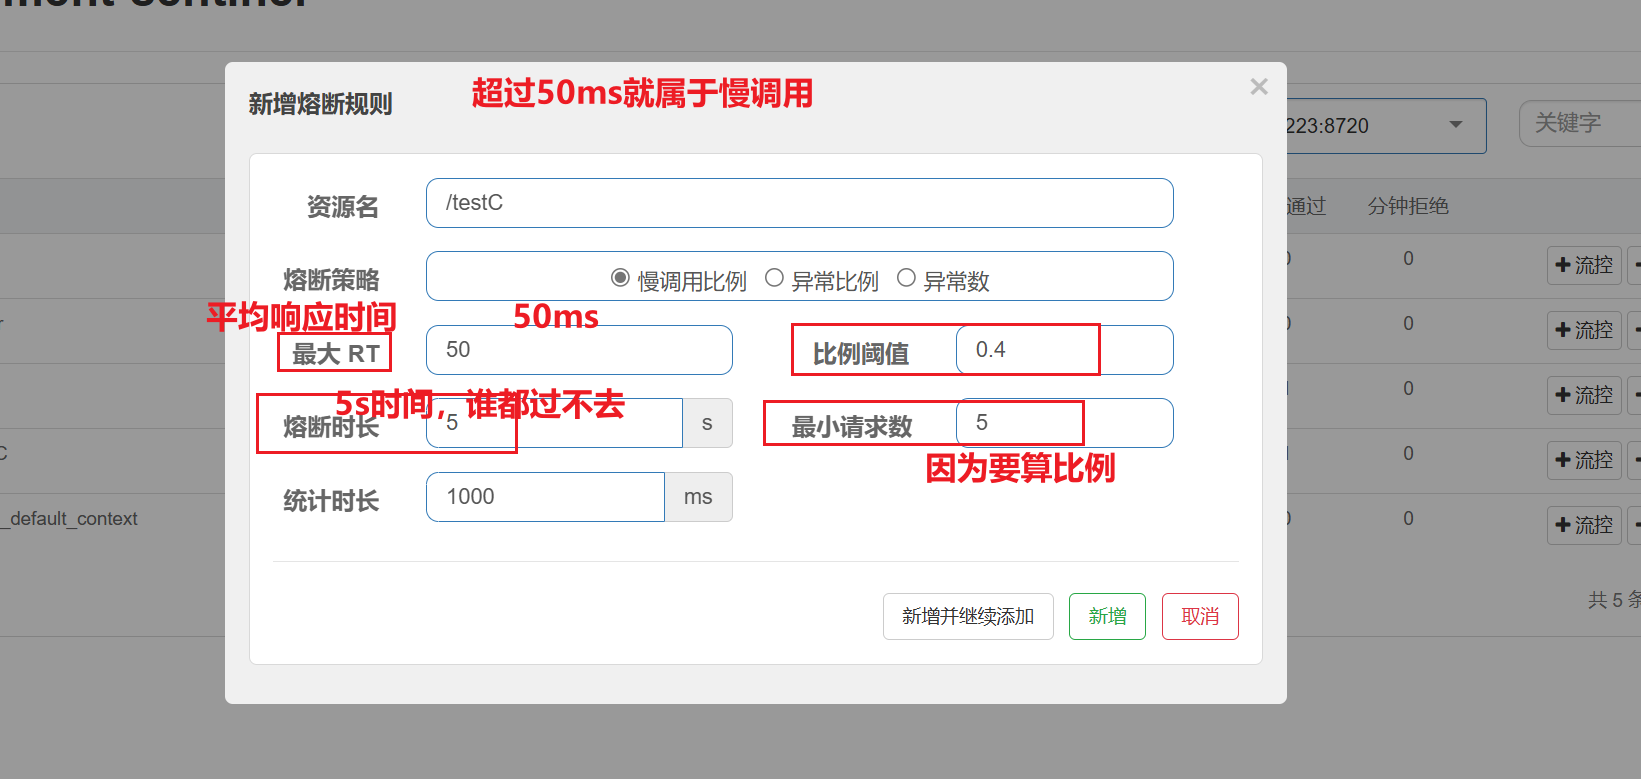 超过50ms就属于慢调用
新增熔断规则
×
223:8720
关键字
资源名
/testC
通过
分钟拒绝
熔断策略
慢调用比例
异常比例
异常数
0
流控
平均响应时间
50ms
最大 RT
50
比例阈值
0.4
0
流控
5s时间，谁都过不去
熔断时长
5
s
最小请求数
5
0
流控
因为要算比例
统计时长
1000
ms
0
流控
_default_context
0
流控
新增并继续添加
新增
取消
共 5 条